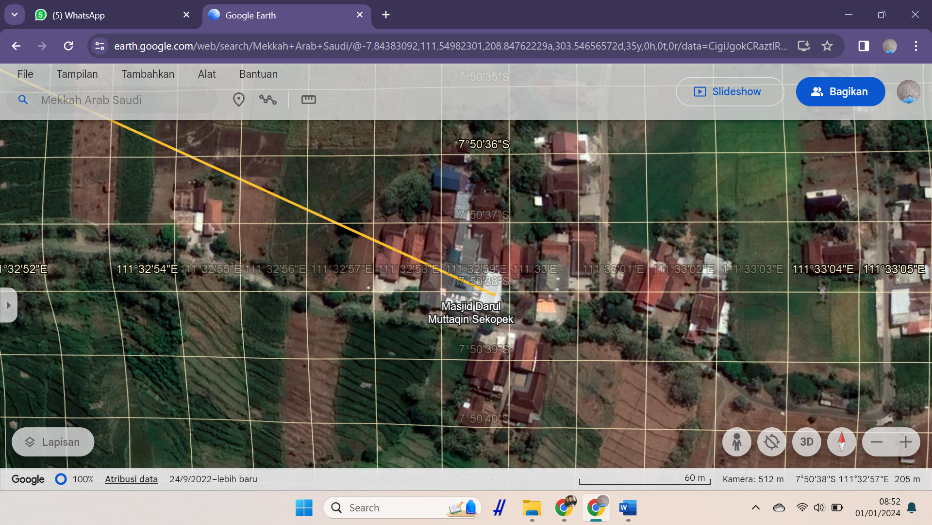 (5) WhatsApp
Google Earth
earth.google.com/web/search/Mekkah+Arab+Saudi/@-7.84383092,111.54982301,208.84762229a,303.54656572d,35y,0h,0t,0r/data=CigiJgokCRaztlR...
File Tampilan Tambahkan Alat Bantuan
Mekkah Arab Saudi
Slideshow
Bagikan
7°50'35"S
7°50'36"S
7°50'37"S
1°32'52"E 111°32'54"E 111°32'55"E 111°32'56"E 111°32'57"E 111°32'59"E 111°33'01"E 111°33'02"E 111°33'03"E 111°33'04"E 111°33'05"E
7°50'38"S
Masjid Darul
Muttaqin Sekopek
7°50'39"S
7°50'40"S
Lapisan
3D
Google 100% Atribusi data 24/9/2022–lebih baru 60 m Kamera: 512 m 7°50'38"S 111°32'57"E 205 m
Search
08:52
01/01/2024